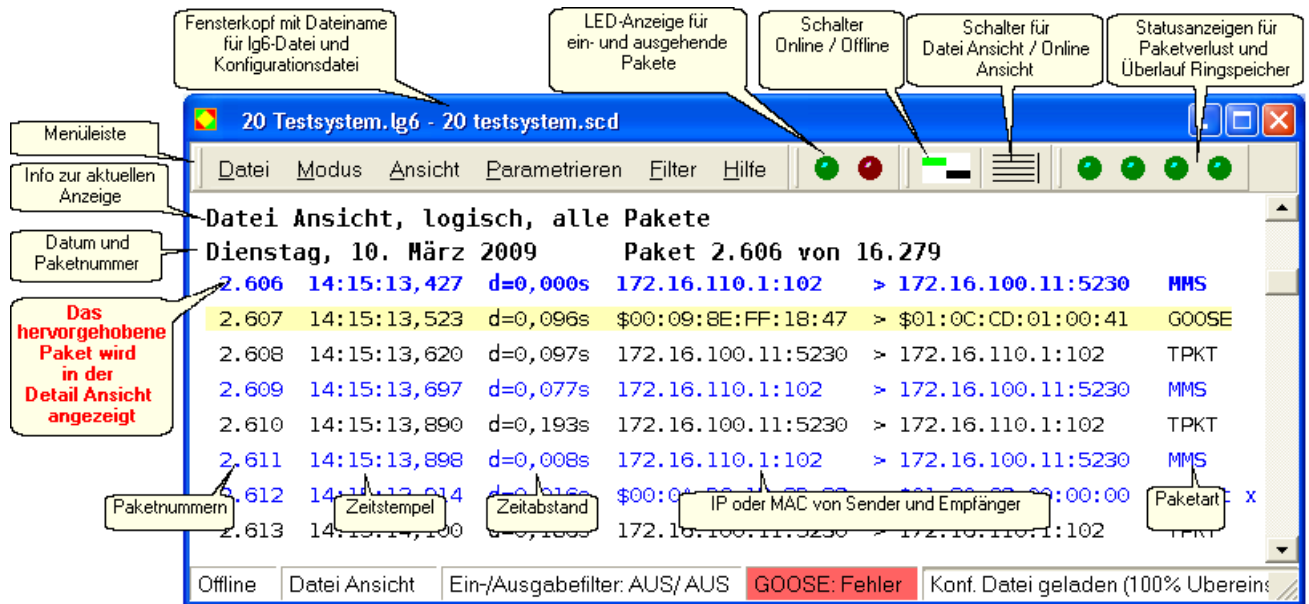 Fensterkopf mit Dateiname
für lg6-Datei und
Konfigurationsdatei
LED-Anzeige für
ein- und ausgehende
Pakete
Schalter
Online / Offline
Schalter für
Datei Ansicht / Online
Ansicht
Statusanzeigen für
Paketverlust und
Überlauf Ringspeicher
Menüleiste
Info zur aktuellen
Anzeige
Datum und
Paketnummer
Das
hervorgehobene
Paket wird
in der
Detail Ansicht
angezeigt
20 Testsystem.lg6 - 20 testsystem.scd
Datei Modus Ansicht Parametrieren Filter Hilfe
Datei Ansicht, logisch, alle Pakete
Dienstag, 10. März 2009 Paket 2.606 von 16.279
2.606 14:15:13,427 d=0,000s 172.16.110.1:102 > 172.16.100.11:5230 MMS
2.607 14:15:13,523 d=0,096s $00:09:8E:FF:18:47 > $01:0C:CD:01:00:41 GOOSE
2.608 14:15:13,620 d=0,097s 172.16.100.11:5230 > 172.16.110.1:102 TPKT
2.609 14:15:13,697 d=0,077s 172.16.110.1:102 > 172.16.100.11:5230 MMS
2.610 14:15:13,890 d=0,193s 172.16.100.11:5230 > 172.16.110.1:102 TPKT
2.611 14:15:13,898 d=0,008s 172.16.110.1:102 > 172.16.100.11:5230 MMS
2.612 x
2.613
Paketnummern
Zeitstempel
Zeitabstand
IP oder MAC von Sender und Empfänger
Paketart
Offline Datei Ansicht Ein-/Ausgabefilter: AUS/ AUS GOOSE: Fehler Konf. Datei geladen (100%